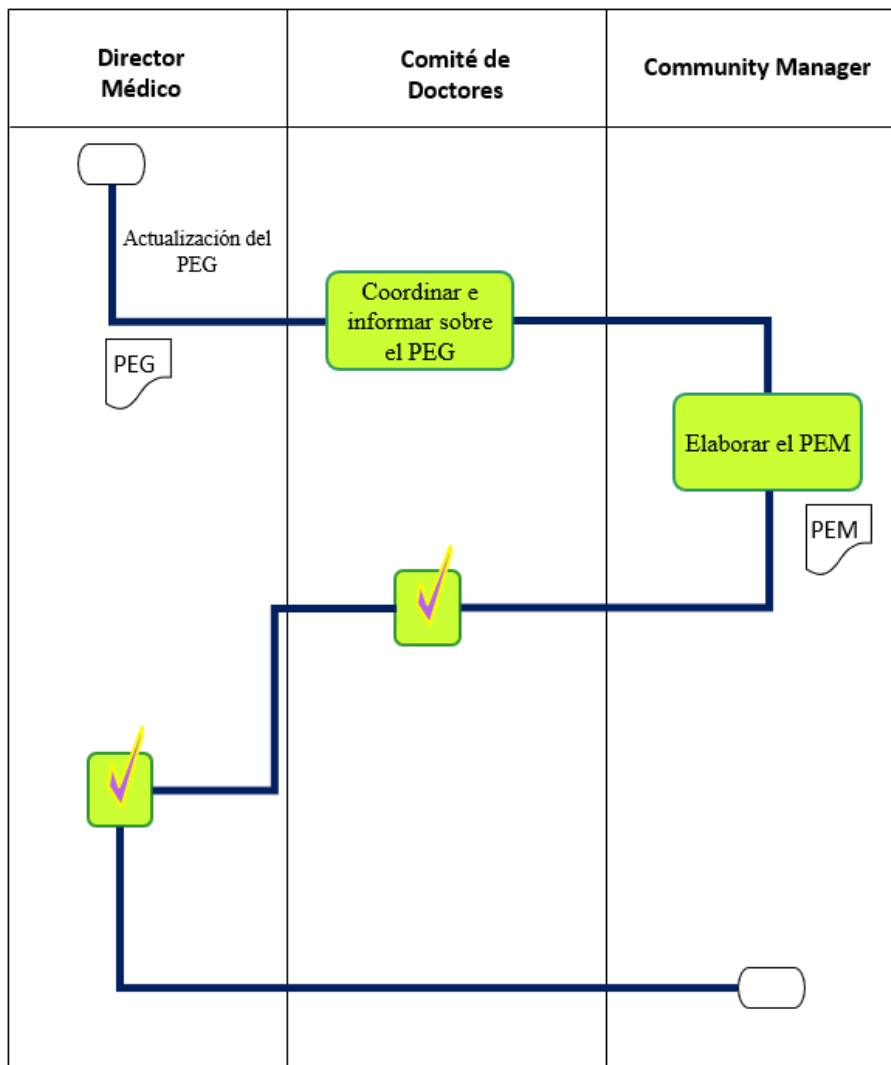 Director
Médico
Comité de
Doctores
Community Manager
Actualización del
PEG
Coordinar e
informar sobre
el PEG
PEG
Elaborar el PEM
PEM